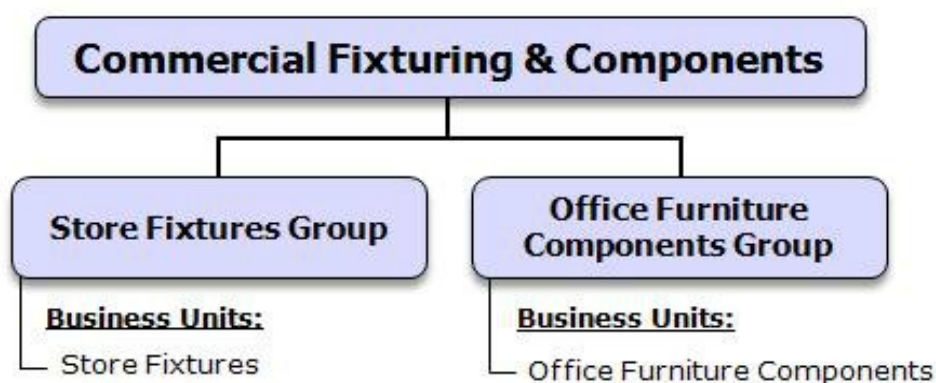 Commercial Fixturing & Components
Store Fixtures Group
Office Furniture
Components Group
Business Units:
Store Fixtures
Business Units:
Office Furniture Components